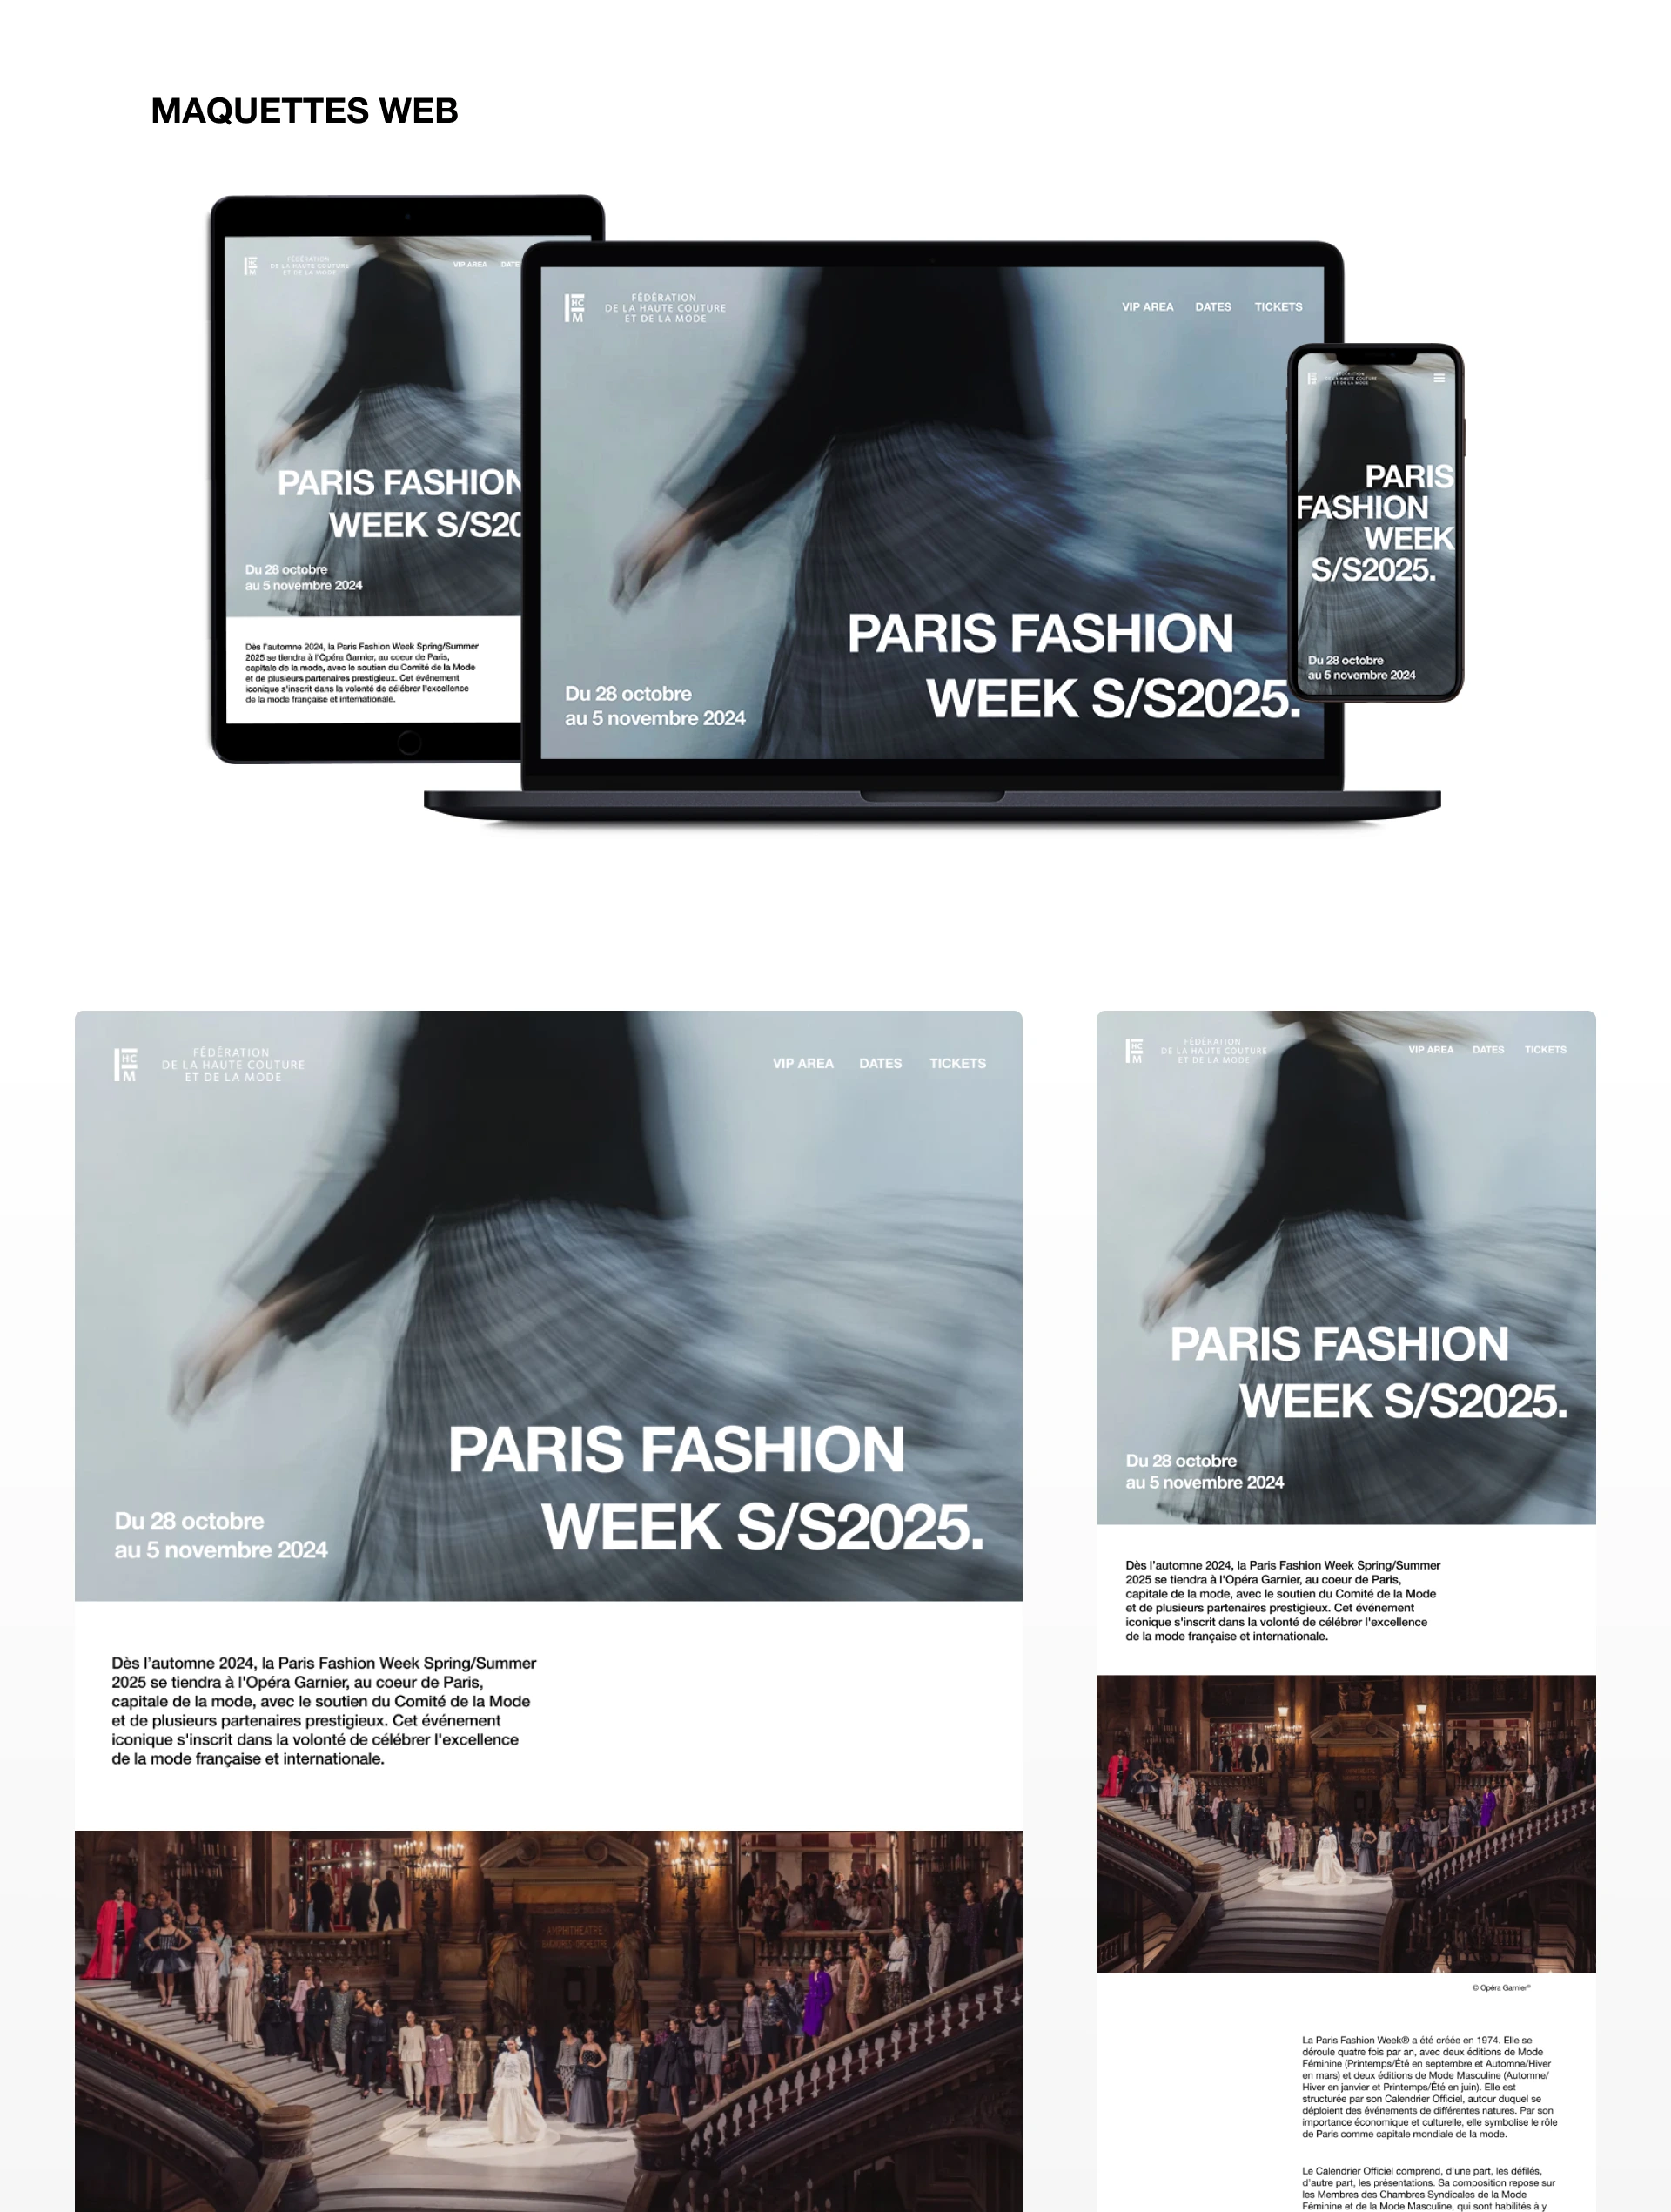 MAQUETTES WEB
FÉDÉRATION
DE LA HAUTE COUTURE
ET DE LA MODE
VIP AREA
PARIS FASHION
WEEK S/S20
Du 28 octobre
au 5 novembre 2024
Dès l'automne 2024, la Paris Fashion Week Spring/Summer
2025 se tiendra à l'Opéra Garnier, au coeur de Paris,
capitale de la mode, avec le soutien du Comité de la Mode
et de plusieurs partenaires prestigieux. Cet événement
iconique s'inscrit dans la volonté de célébrer l'excellence
de la mode française et internationale.
HC
M
FÉDÉRATION
DE LA HAUTE COUTURE
ET DE LA MODE
VIP AREA DATES TICKETS
PARIS FASHION
WEEK S/S2025.
Du 28 octobre
au 5 novembre 2024
FÉDÉRATION
DE LA HAUTE COUTURE
ET DE LA MODE
PARIS
FASHION
WEEK
S/S2025.
Du 28 octobre
au 5 novembre 2024
HC
M
FÉDÉRATION
DE LA HAUTE COUTURE
ET DE LA MODE
VIP AREA DATES TICKETS
PARIS FASHION
WEEK S/S2025.
Du 28 octobre
au 5 novembre 2024
Dès l'automne 2024, la Paris Fashion Week Spring/Summer
2025 se tiendra à l'Opéra Garnier, au coeur de Paris,
capitale de la mode, avec le soutien du Comité de la Mode
et de plusieurs partenaires prestigieux. Cet événement
iconique s'inscrit dans la volonté de célébrer l'excellence
de la mode française et internationale.
AMPHITHEATRE
HC
M
FÉDÉRATION
DE LA HAUTE COUTURE
ET DE LA MODE
VIP AREA DATES TICKETS
PARIS FASHION
WEEK S/S2025.
Du 28 octobre
au 5 novembre 2024
Dès l'automne 2024, la Paris Fashion Week Spring/Summer
2025 se tiendra à l'Opéra Garnier, au coeur de Paris,
capitale de la mode, avec le soutien du Comité de la Mode
et de plusieurs partenaires prestigieux. Cet événement
iconique s'inscrit dans la volonté de célébrer l'excellence
de la mode française et internationale.
© Opéra Garnier®
La Paris Fashion Week® a été créée en 1974. Elle se
déroule quatre fois par an, avec deux éditions de Mode
Féminine (Printemps/Été en septembre et Automne/Hiver
en mars) et deux éditions de Mode Masculine (Automne/
Hiver en janvier et Printemps/Été en juin). Elle est
structurée par son Calendrier Officiel, autour duquel se
déploient des événements de différentes natures. Par son
importance économique et culturelle, elle symbolise le rôle
de Paris comme capitale mondiale de la mode.
Le Calendrier Officiel comprend, d'une part, les défilés,
d'autre part, les présentations. Sa composition repose sur
les Membres des Chambres Syndicales de la Mode
Féminine et de la Mode Masculine, qui sont habilités à y